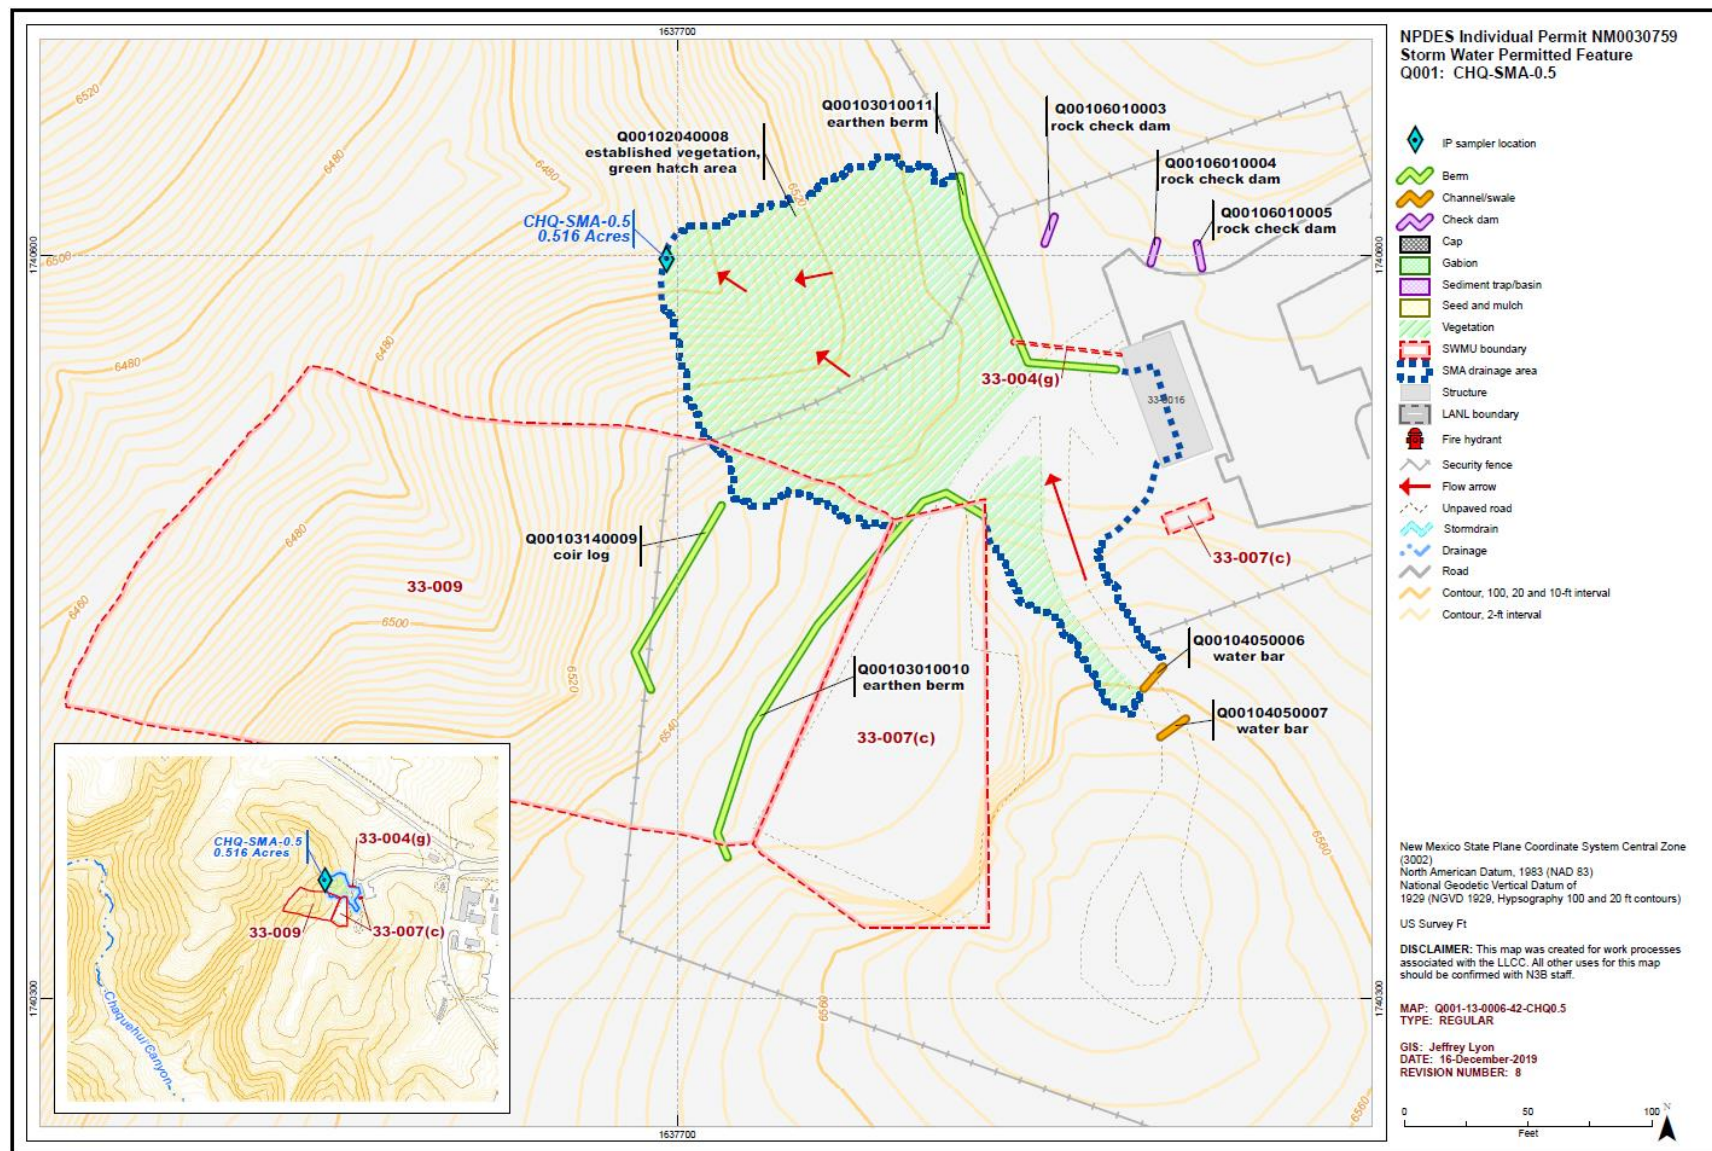 1637700
NPDES Individual Permit NM0030759
Storm Water Permitted Feature
Q001: CHQ-SMA-0.5
IP sampler location
Berm
Channel/swale
Check dam
Cap
Gabion
Sediment trap/basin
Seed and mulch
Vegetation
SWMU boundary
SMA drainage area
Structure
LANL boundary
Fire hydrant
Security fence
Flow arrow
Unpaved road
Stormdrain
Drainage
Road
Contour, 100, 20 and 10-ft interval
Contour, 2-ft interval
6520
6480
6480
6500
6480
6480
6520
Q00102040008
established vegetation,
green hatch area
Q00103010011
earthen berm
Q00106010003
rock check dam
Q00106010004
rock check dam
Q00106010005
rock check dam
CHQ-SMA-0.5
0.516 Acres
1740600
1740600
33-004(g)
Q00103140009
coir log
33-009
6480
6460
6500
6520
6540
33-007(c)
Q00104050006
water bar
Q00103010010
earthen berm
Q00104050007
water bar
33-007(c)
6560
6560
6560
1740300
1740300
CHQ-SMA-0.5
0.516 Acres
33-004(g)
33-009
33-007(c)
Chaquehui Canyon
1637700
New Mexico State Plane Coordinate System Central Zone
(3002)
North American Datum, 1983 (NAD 83)
National Geodetic Vertical Datum of
1929 (NGVD 1929, Hypsography 100 and 20 ft contours)
US Survey Ft
DISCLAIMER: This map was created for work processes
associated with the LLCC. All other uses for this map
should be confirmed with N3B staff.
MAP: Q001-13-0006-42-CHQ0.5
TYPE: REGULAR
GIS: Jeffrey Lyon
DATE: 16-December-2019
REVISION NUMBER: 8
0 50 100
Feet
N